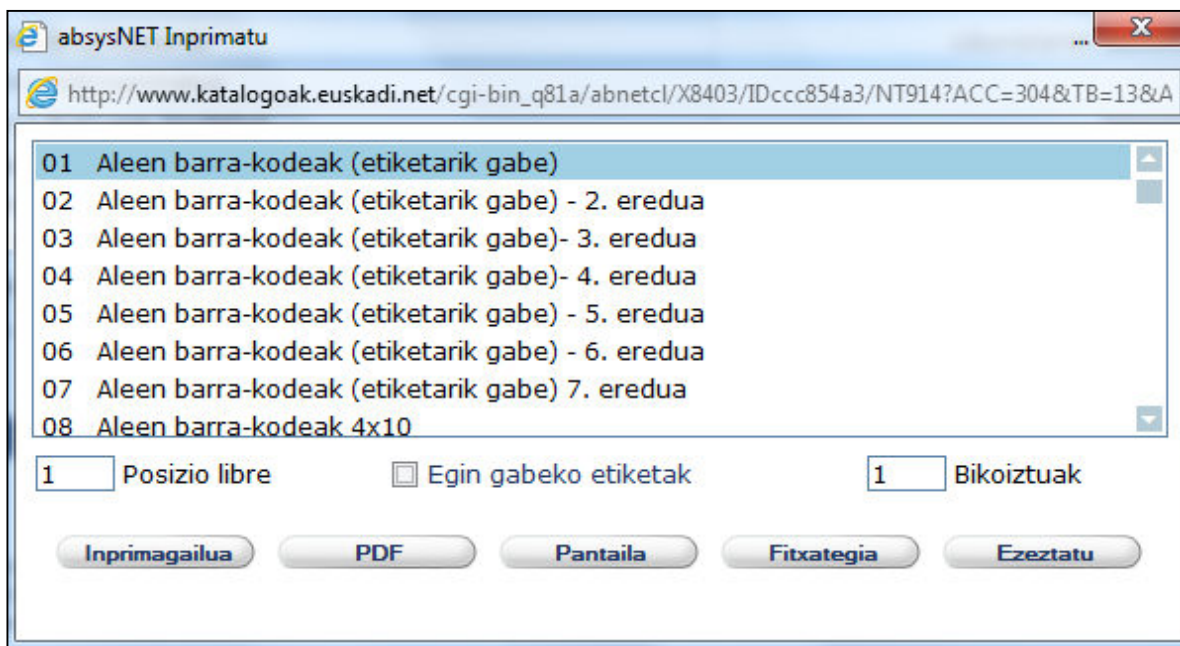 absysNET Inprimatu ...
http://www.katalogoak.euskadi.net/cgi-bin_q81a/abnetcl/X8403/IDccc854a3/NT914?ACC=304&TB=13&A
01 Aleen barra-kodeak (etiketarik gabe)
02 Aleen barra-kodeak (etiketarik gabe) - 2. eredua
03 Aleen barra-kodeak (etiketarik gabe)- 3. eredua
04 Aleen barra-kodeak (etiketarik gabe)- 4. eredua
05 Aleen barra-kodeak (etiketarik gabe) - 5. eredua
06 Aleen barra-kodeak (etiketarik gabe) - 6. eredua
07 Aleen barra-kodeak (etiketarik gabe) 7. eredua
08 Aleen barra-kodeak 4x10
1 Posizio libre Egin gabeko etiketak 1 Bikoiztuak
Inprimagailua PDF Pantaila Fitxategia Ezeztatu